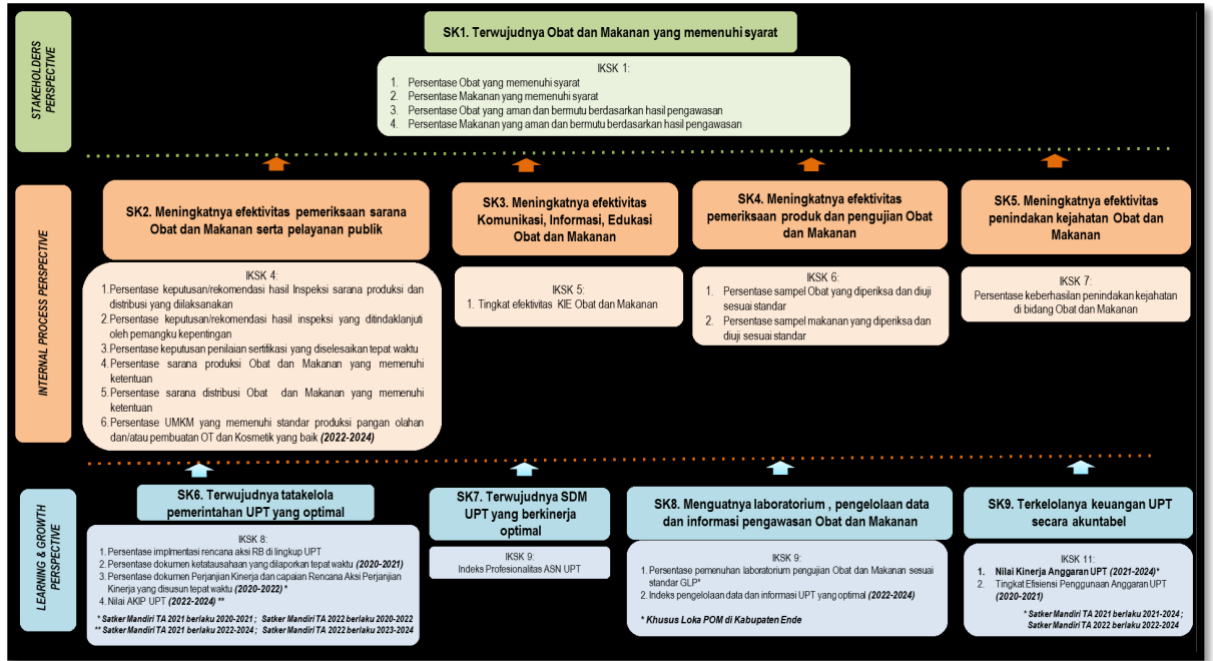 STAKEHOLDERS
PERSPECTIVE
SK1. Terwujudnya Obat dan Makanan yang memenuhi syarat
IKSK 1:
1. Persentase Obat yang memenuhi syarat
2. Persentase Makanan yang memenuhi syarat
3. Persentase Obat yang aman dan bermutu berdasarkan hasil pengawasan
4. Persentase Makanan yang aman dan bermutu berdasarkan hasil pengawasan
INTERNAL PROCESS PERSPECTIVE
SK2. Meningkatnya efektivitas pemeriksaan sarana
Obat dan Makanan serta pelayanan publik
IKSK 4:
1.Persentase keputusan/rekomendasi hasil Inspeksi sarana produksi dan
distribusi yang dilaksanakan
2.Persentase keputusan/rekomendasi hasil inspeksi yang ditindaklanjuti
oleh pemangku kepentingan
3.Persentase keputusan penilaian sertifikasi yang diselesaikan tepat waktu
4.Persentase sarana produksi Obat dan Makanan yang memenuhi
ketentuan
5.Persentase sarana distribusi Obat dan Makanan yang memenuhi
ketentuan
6.Persentase UMKM yang memenuhi standar produksi pangan olahan
dan/atau pembuatan OT dan Kosmetik yang baik (2022-2024)
SK3. Meningkatnya efektivitas
Komunikasi, Informasi, Edukasi
Obat dan Makanan
IKSK 5:
1. Tingkat efektivitas KIE Obat dan Makanan
SK4. Meningkatnya efektivitas
pemeriksaan produk dan pengujian Obat
dan Makanan
IKSK 6:
1. Persentase sampel Obat yang diperiksa dan diuji
sesuai standar
2. Persentase sampel makanan yang diperiksa dan
diuji sesuai standar
SK5. Meningkatnya efektivitas
penindakan kejahatan Obat dan
Makanan
IKSK 7:
Persentase keberhasilan penindakan kejahatan
di bidang Obat dan Makanan
LEARNING & GROWTH
PERSPECTIVE
SK6. Terwujudnya tatakelola
pemerintahan UPT yang optimal
IKSK 8:
1. Persentase implmentasi rencana aksi RB di lingkup UPT
2. Persentase dokumen ketatausahaan yang dilaporkan tepat waktu (2020-2021)
3. Persentase dokumen Perjanjian Kinerja dan capaian Rencana Aksi Perjanjian
Kinerja yang disusun tepat waktu (2020-2022) *
4. Nilai AKIP UPT (2022-2024) **
* Satker Mandiri TA 2021 berlaku 2020-2021 ; Satker Mandiri TA 2022 berlaku 2020-2022
** Satker Mandiri TA 2021 berlaku 2022-2024 ; Satker Mandiri TA 2022 berlaku 2023-2024
SK7. Terwujudnya SDM
UPT yang berkinerja
optimal
IKSK 9:
Indeks Profesionalitas ASN UPT
SK8. Menguatnya laboratorium , pengelolaan data
dan informasi pengawasan Obat dan Makanan
IKSK 9:
1. Persentase pemenuhan laboratorium pengujian Obat dan Makanan sesuai
standar GLP*
2. Indeks pengelolaan data dan informasi UPT yang optimal (2022-2024)
* Khusus Loka POM di Kabupaten Ende
SK9. Terkelolanya keuangan UPT
secara akuntabel
IKSK 11:
1. Nilai Kinerja Anggaran UPT (2021-2024)*
2. Tingkat Efisiensi Penggunaan Anggaran UPT
(2020-2021)
* Satker Mandiri TA 2021 berlaku 2021-2024 ;
Satker Mandiri TA 2022 berlaku 2022-2024